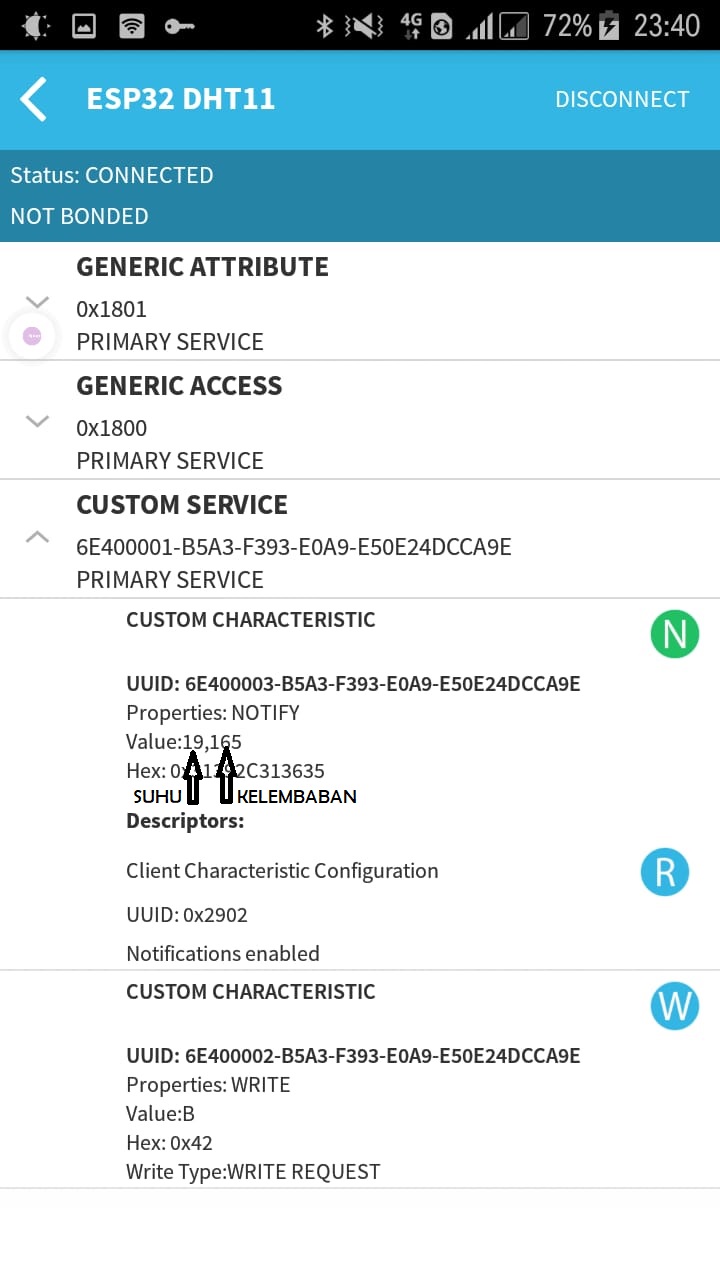 4G 72% 23:40
ESP32 DHT11 DISCONNECT
Status: CONNECTED
NOT BONDED
GENERIC ATTRIBUTE
0x1801
PRIMARY SERVICE
GENERIC ACCESS
0x1800
PRIMARY SERVICE
CUSTOM SERVICE
6E400001-B5A3-F393-E0A9-E50E24DCCA9E
PRIMARY SERVICE
CUSTOM CHARACTERISTIC
N
UUID: 6E400003-B5A3-F393-E0A9-E50E24DCCA9E
Properties: NOTIFY
Value:19,165
Hex:
SUHU KELEMBABAN
Descriptors:
Client Characteristic Configuration
R
UUID: 0x2902
Notifications enabled
CUSTOM CHARACTERISTIC
W
UUID: 6E400002-B5A3-F393-E0A9-E50E24DCCA9E
Properties: WRITE
Value:B
Hex: 0x42
Write Type:WRITE REQUEST